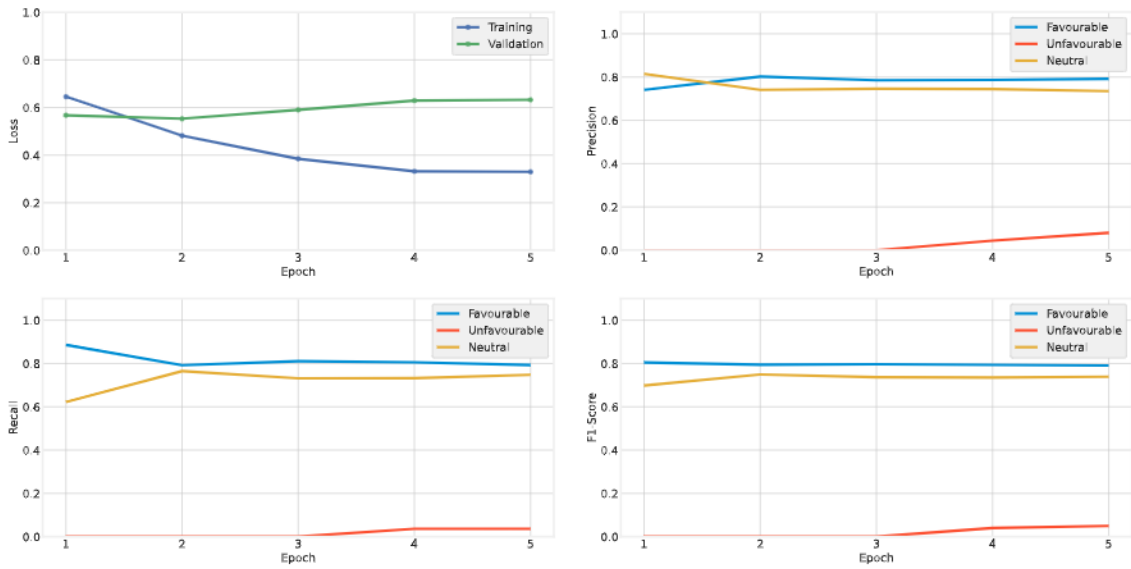 1.0
0.8
0.6
0.4
0.2
0.0
Loss
1 2 3 4 5
Epoch
Training
Validation
1.0
0.8
0.6
0.4
0.2
0.0
Precision
1 2 3 4 5
Epoch
Favourable
Unfavourable
Neutral
1.0
0.8
0.6
0.4
0.2
0.0
Recall
1 2 3 4 5
Epoch
Favourable
Unfavourable
Neutral
1.0
0.8
0.6
0.4
0.2
0.0
F1-Score
1 2 3 4 5
Epoch
Favourable
Unfavourable
Neutral